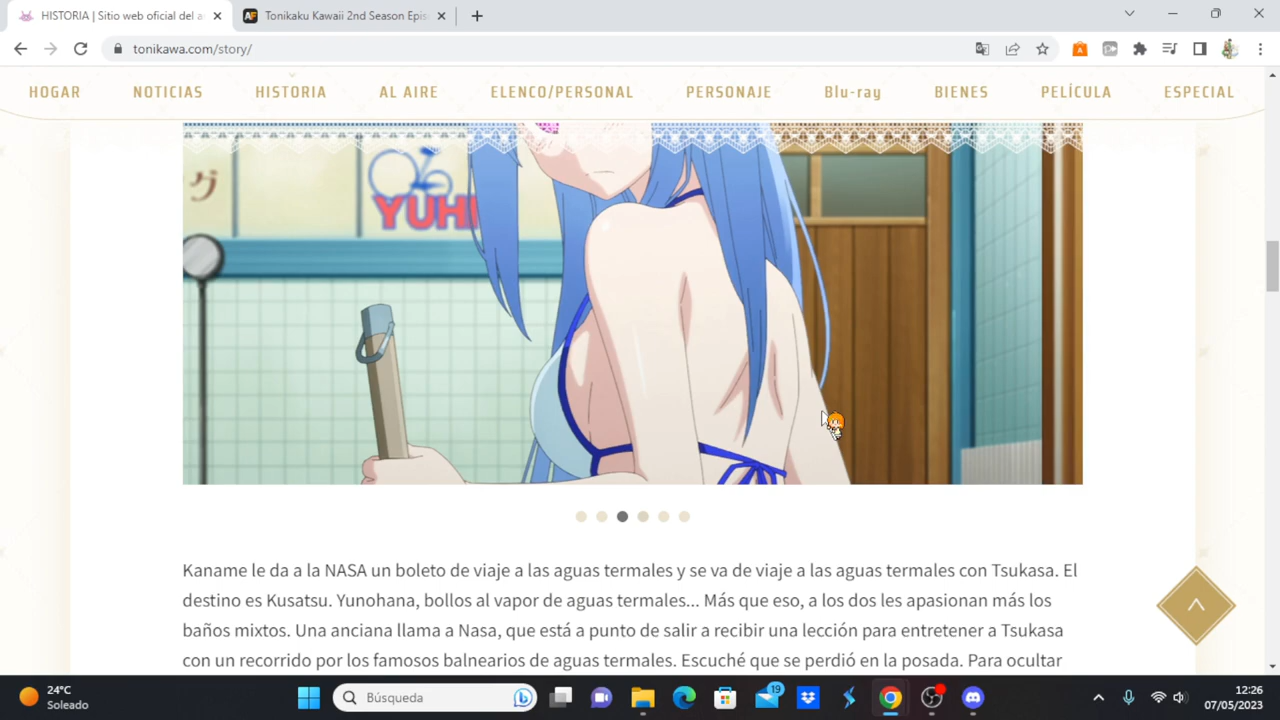 HISTORIA | Sitio web oficial del a
Tonikaku Kawaii 2nd Season Epis
tonikawa.com/story/
HOGAR NOTICIAS HISTORIA AL AIRE ELENCO/PERSONAL PERSONAJE Blu-ray BIENES PELÍCULA ESPECIAL
ング
YUH
Kaname le da a la NASA un boleto de viaje a las aguas termales y se va de viaje a las aguas termales con Tsukasa. El
destino es Kusatsu. Yunohana, bollos al vapor de aguas termales... Más que eso, a los dos les apasionan más los
baños mixtos. Una anciana llama a Nasa, que está a punto de salir a recibir una lección para entretener a Tsukasa
con un recorrido por los famosos balnearios de aguas termales. Escuché que se perdió en la posada. Para ocultar
24°C
Soleado
Búsqueda
19
12:26
07/05/2023